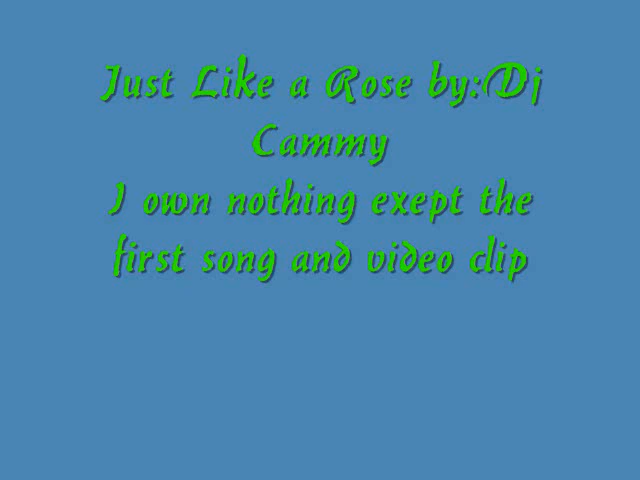 Just Like a Rose by:Dj
Cammy
I own nothing exept the
first song and video clip